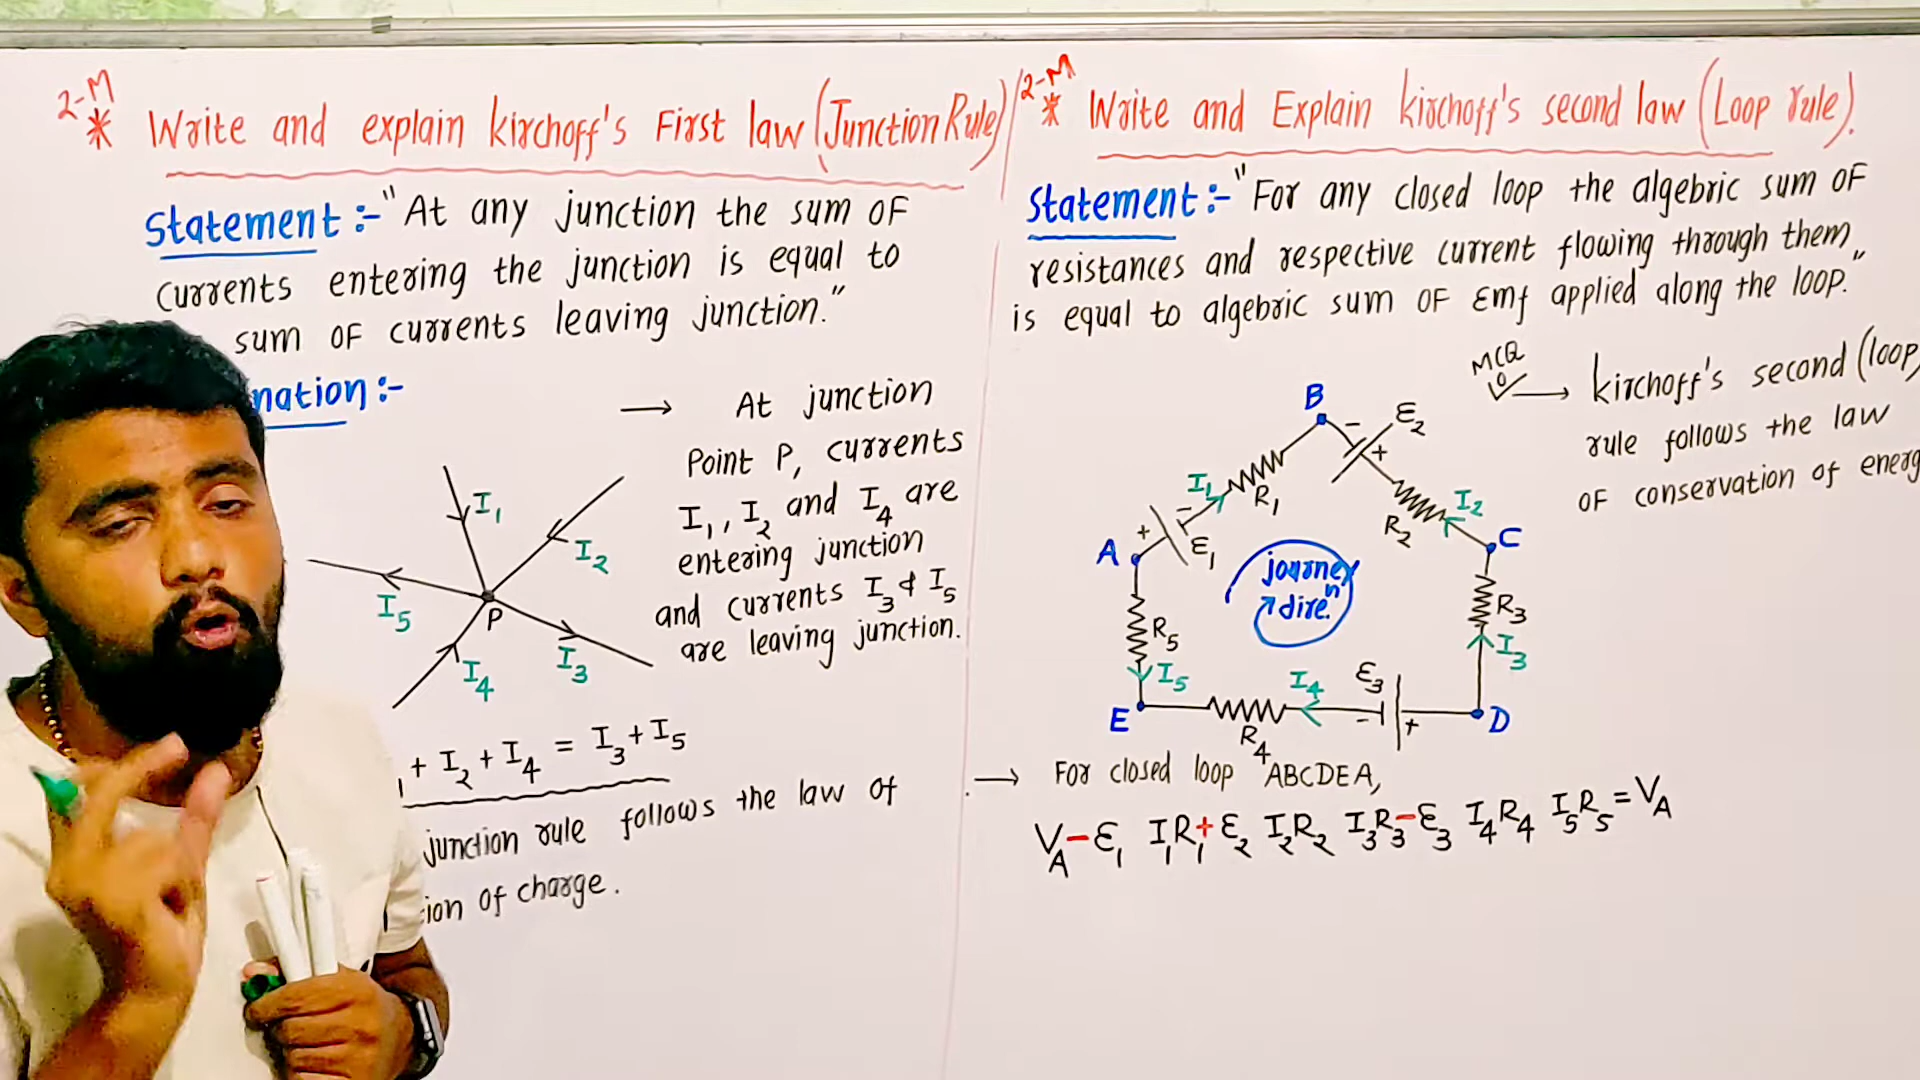 2-M
* Write and explain kirchoff's First law (Junction Rule)
Statement :- "At any junction the sum OF
currents entering the junction is equal to
sum OF currents leaving junction."
nation :-
I₁
I₂
I₅
P
I₄
I₃
→ At junction
Point P, currents
I₁, I₂ and I₄ are
entering junction
and currents I₃ & I₅
are leaving junction.
₁ + I₂ + I₄ = I₃ + I₅
junction rule follows the law of
ion of charge.
2-M
* Write and Explain kirchoff's second law (Loop rule).
Statement :- "For any closed loop the algebric sum OF
resistances and respective current flowing through them
is equal to algebric sum OF Emf applied along the loop."
MCQ
→ kirchoff's second (loop)
rule follows the law
OF conservation of energ
B
- ε₂
+
I₁
R₁
R₂
I₂
C
A
+ -
ε₁
journey
↗ direⁿ.
R₅
R₃
I₅
I₃
E
R₄
I₄
ε₃
- +
D
→ For closed loop ABCDEA,
V_A - ε₁ I₁R₁ + ε₂ I₂R₂ I₃R₃ - ε₃ I₄R₄ I₅R₅ = V_A